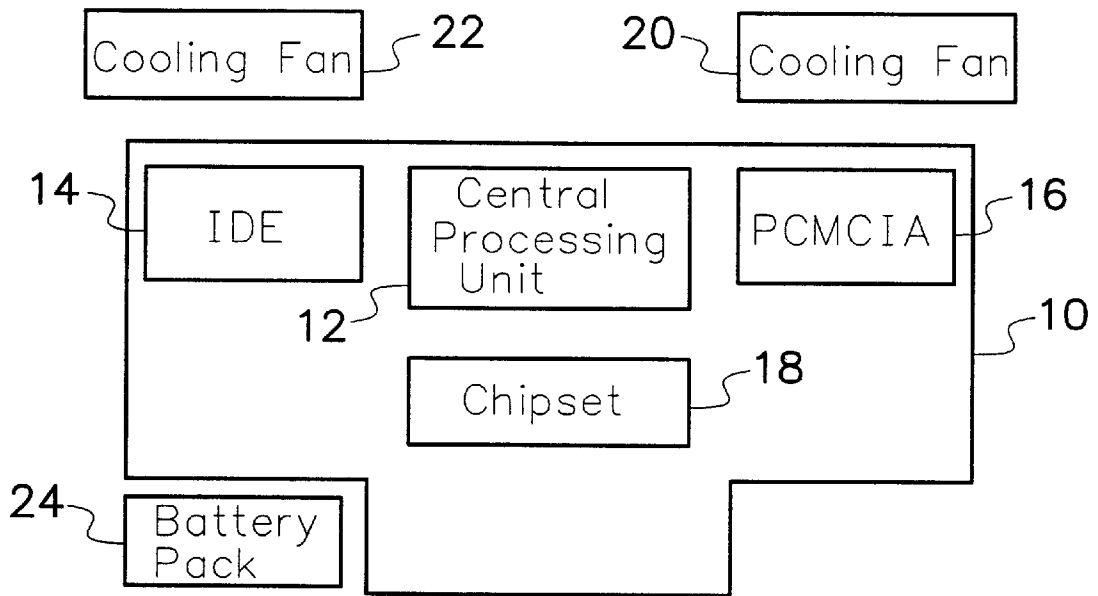 Cooling Fan 22
20 Cooling Fan
14
IDE
Central
Processing
Unit
PCMCIA
16
12
10
Chipset
18
24
Battery
Pack